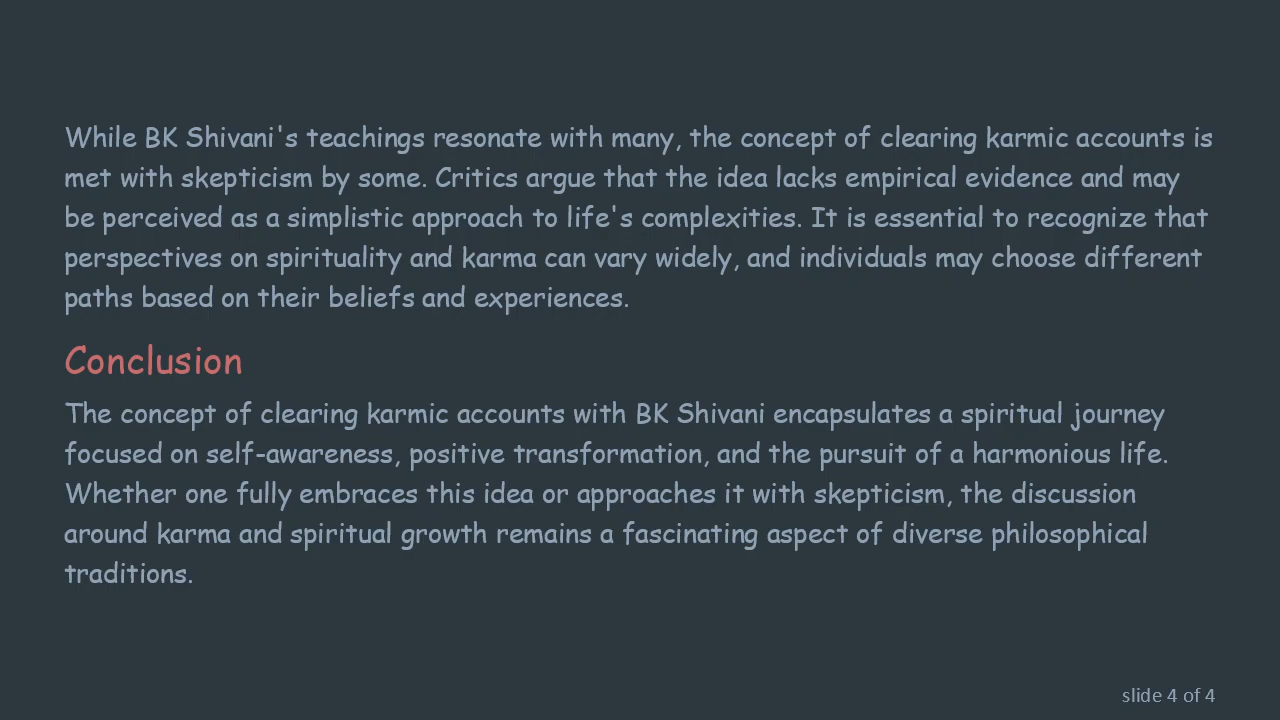 While BK Shivani's teachings resonate with many, the concept of clearing karmic accounts is
met with skepticism by some. Critics argue that the idea lacks empirical evidence and may
be perceived as a simplistic approach to life's complexities. It is essential to recognize that
perspectives on spirituality and karma can vary widely, and individuals may choose different
paths based on their beliefs and experiences.
Conclusion
The concept of clearing karmic accounts with BK Shivani encapsulates a spiritual journey
focused on self-awareness, positive transformation, and the pursuit of a harmonious life.
Whether one fully embraces this idea or approaches it with skepticism, the discussion
around karma and spiritual growth remains a fascinating aspect of diverse philosophical
traditions.
slide 4 of 4